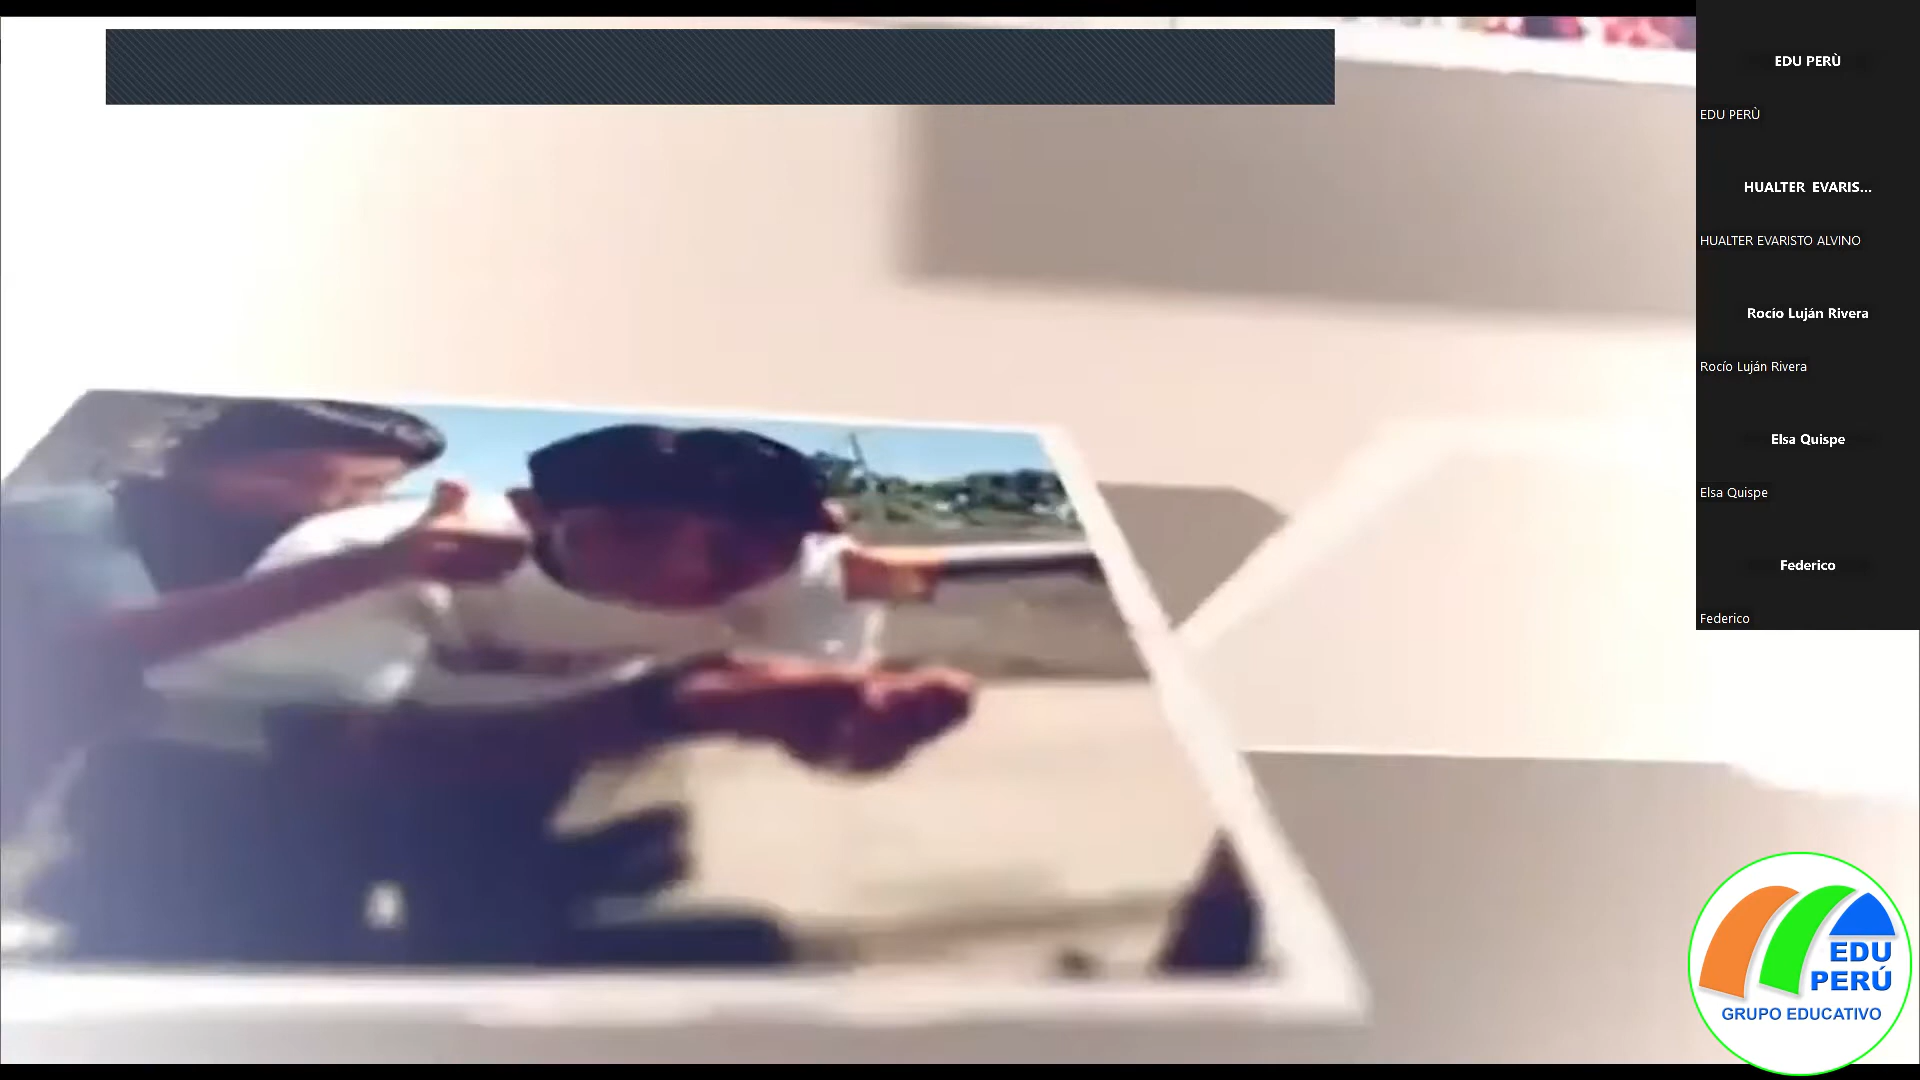 EDU PERÙ
EDU PERÙ
HUALTER EVARIS...
HUALTER EVARISTO ALVINO
Rocío Luján Rivera
Rocío Luján Rivera
Elsa Quispe
Elsa Quispe
Federico
Federico
EDU
PERÚ
GRUPO EDUCATIVO